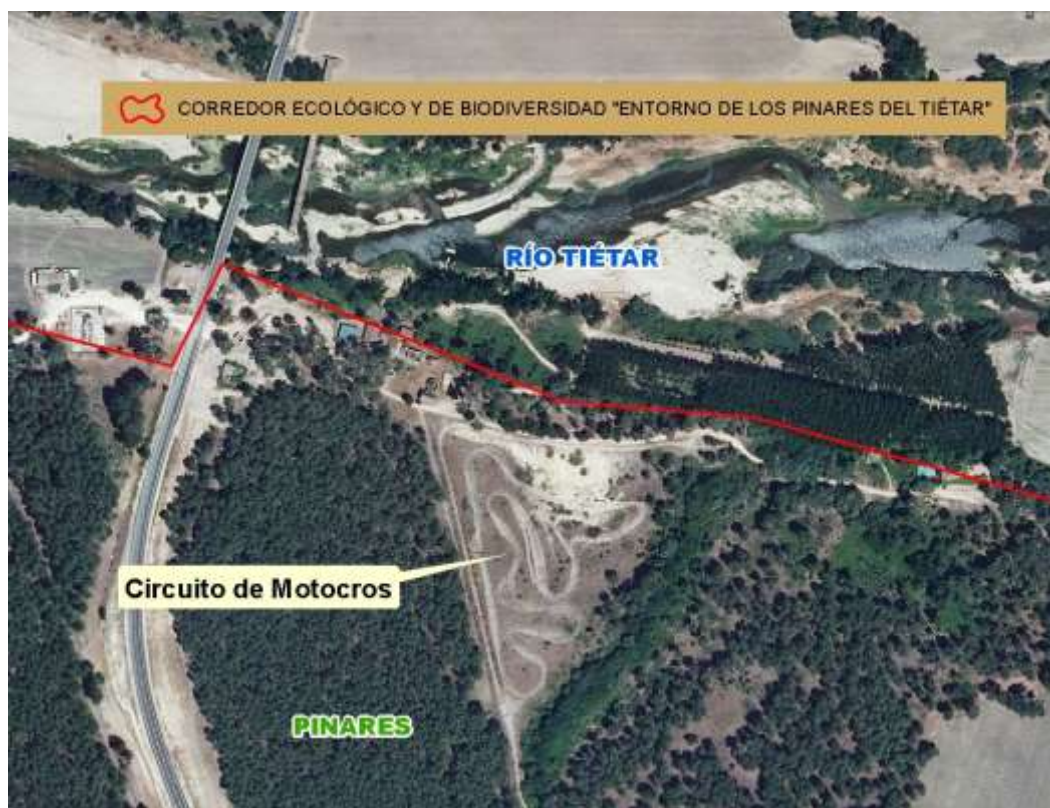 CORREDOR ECOLÓGICO Y DE BIODIVERSIDAD "ENTORNO DE LOS PINARES DEL TIÉTAR"
RÍO TIÉTAR
Circuito de Motocros
PINARES